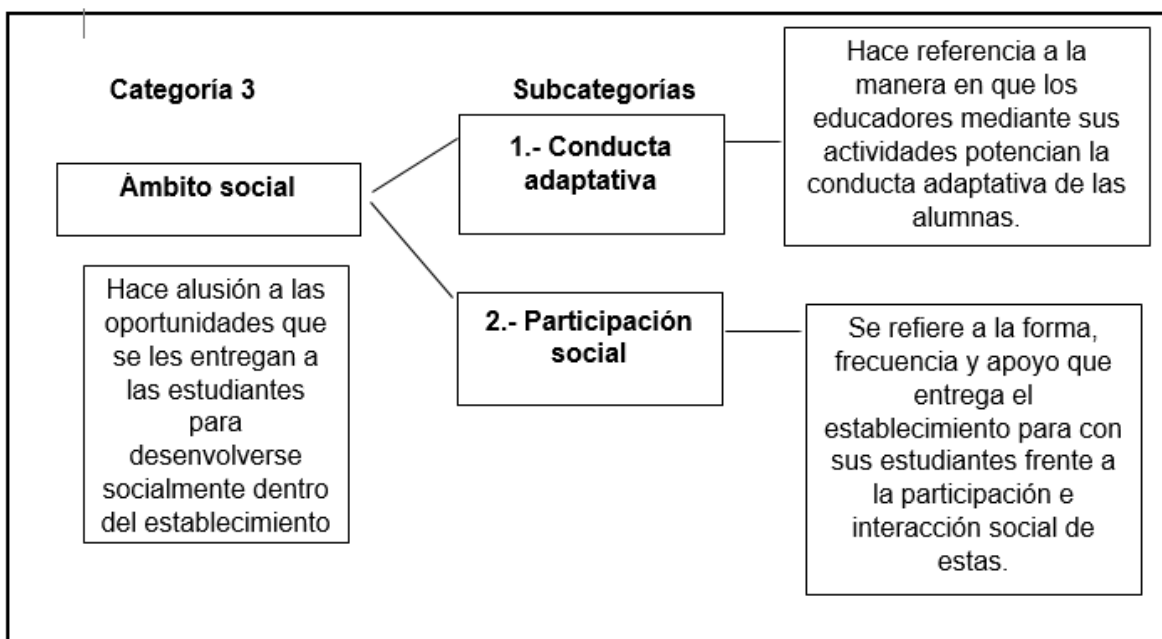 Categoría 3
Ámbito social
Hace alusión a las
oportunidades que
se les entregan a
las estudiantes
para
desenvolverse
socialmente dentro
del establecimiento
Subcategorías
1.- Conducta
adaptativa
Hace referencia a la
manera en que los
educadores mediante sus
actividades potencian la
conducta adaptativa de las
alumnas.
2.- Participación
social
Se refiere a la forma,
frecuencia y apoyo que
entrega el
establecimiento para con
sus estudiantes frente a
la participación e
interacción social de
estas.